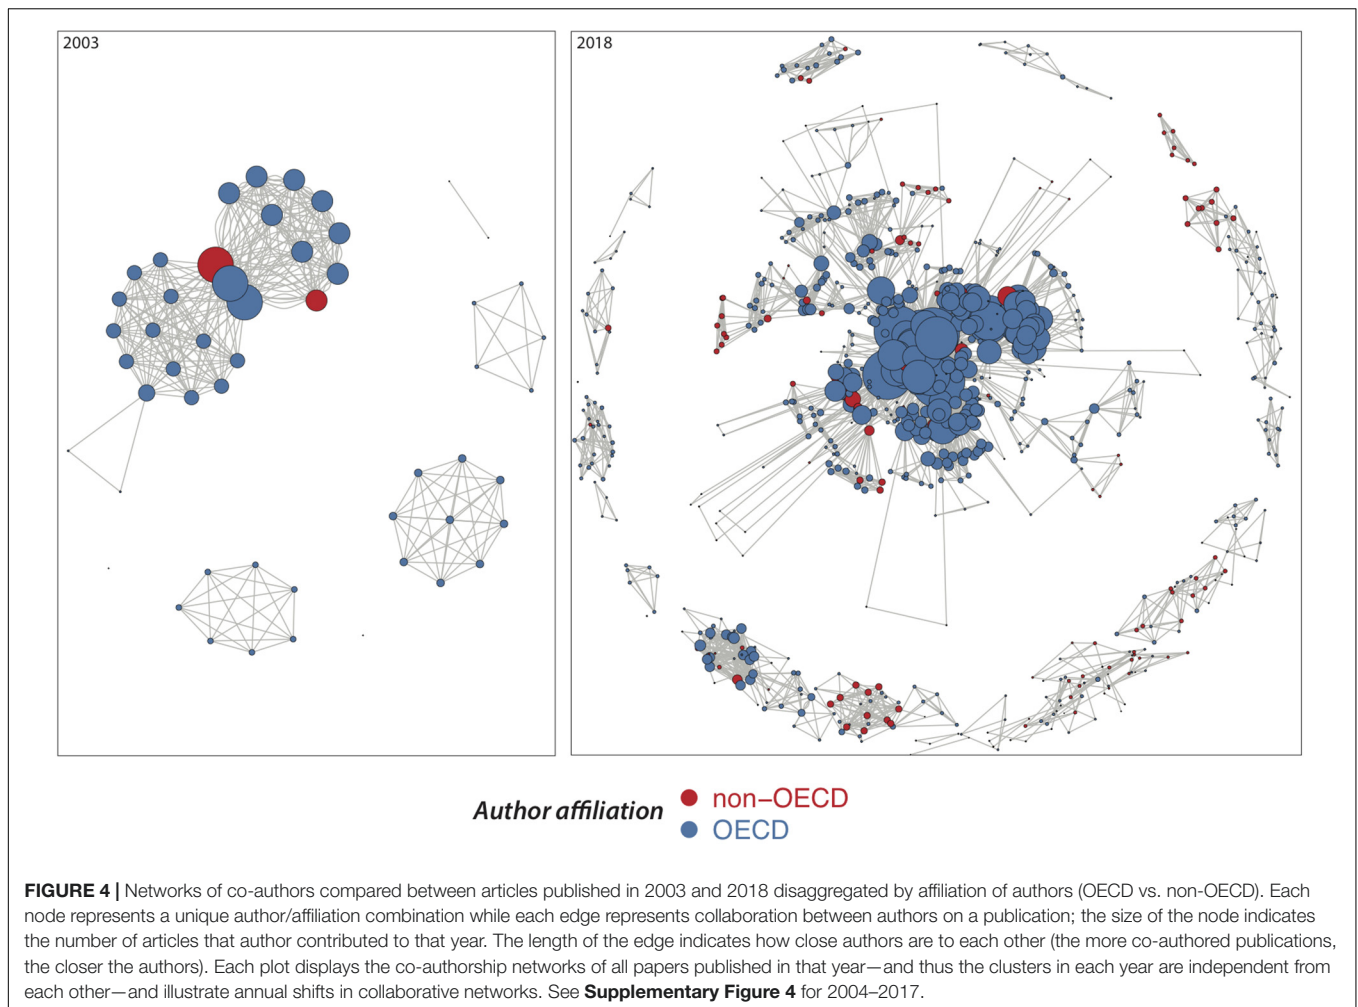 2003
2018
Author affiliation
non–OECD
OECD
FIGURE 4 | Networks of co-authors compared between articles published in 2003 and 2018 disaggregated by affiliation of authors (OECD vs. non-OECD). Each
node represents a unique author/affiliation combination while each edge represents collaboration between authors on a publication; the size of the node indicates
the number of articles that author contributed to that year. The length of the edge indicates how close authors are to each other (the more co-authored publications,
the closer the authors). Each plot displays the co-authorship networks of all papers published in that year—and thus the clusters in each year are independent from
each other—and illustrate annual shifts in collaborative networks. See Supplementary Figure 4 for 2004–2017.